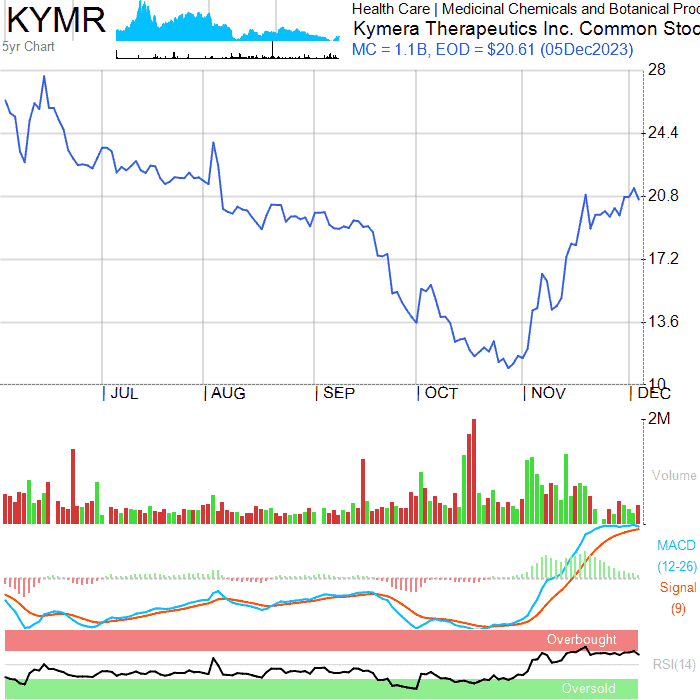 KYMR
5yr Chart
Health Care | Medicinal Chemicals and Botanical Proc
Kymera Therapeutics Inc. Common Stoc
MC = 1.1B, EOD = $20.61 (05Dec2023)
28
24.4
20.8
17.2
13.6
10
| JUL | AUG | SEP | OCT | NOV | DEC
2M
Volume
MACD
(12-26)
Signal
(9)
Overbought
RSI(14)
Oversold